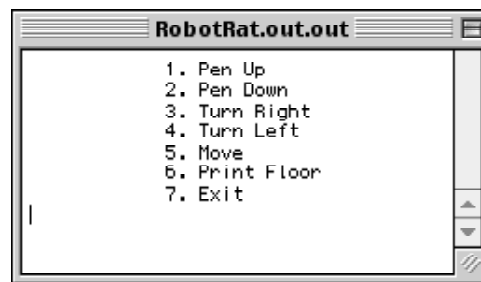 RobotRat.out.out
1. Pen Up
2. Pen Down
3. Turn Right
4. Turn Left
5. Move
6. Print Floor
7. Exit